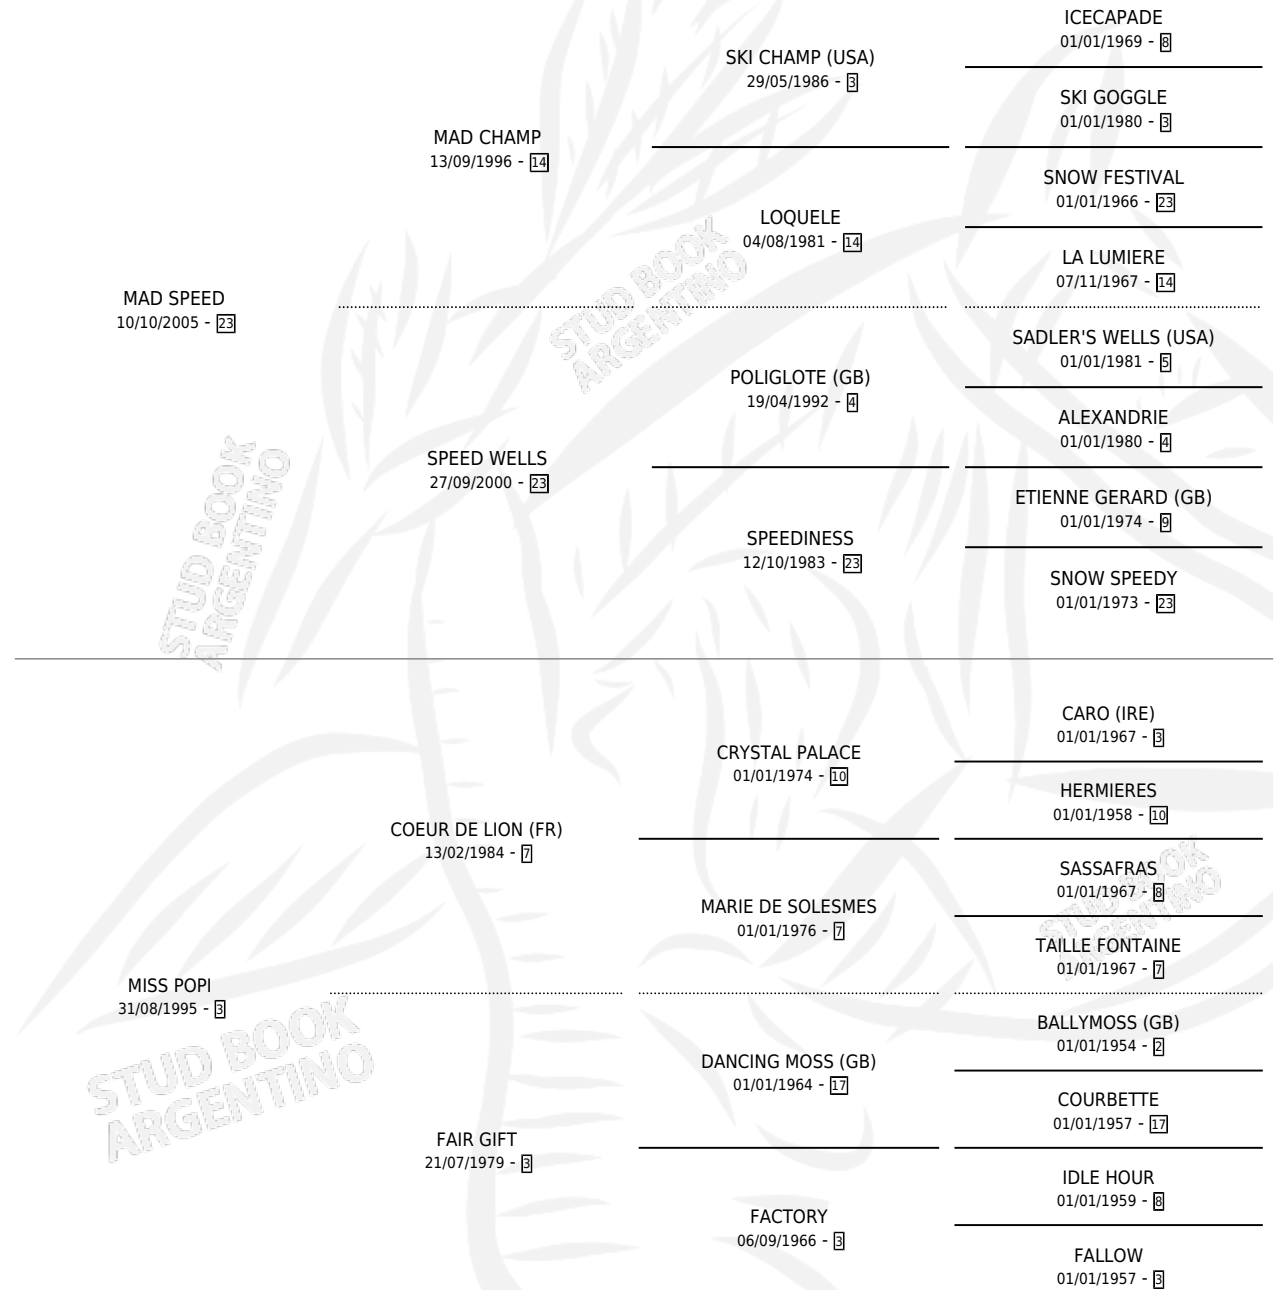 ICECAPADE
01/01/1969 - 8
SKI CHAMP (USA)
29/05/1986 - 3
SKI GOGGLE
01/01/1980 - 3
MAD CHAMP
13/09/1996 - 14
SNOW FESTIVAL
01/01/1966 - 23
LOQUELE
04/08/1981 - 14
LA LUMIERE
07/11/1967 - 14
MAD SPEED
10/10/2005 - 23
SADLER'S WELLS (USA)
01/01/1981 - 5
POLIGLOTE (GB)
19/04/1992 - 4
ALEXANDRIE
01/01/1980 - 4
SPEED WELLS
27/09/2000 - 23
ETIENNE GERARD (GB)
01/01/1974 - 9
SPEEDINESS
12/10/1983 - 23
SNOW SPEEDY
01/01/1973 - 23
CARO (IRE)
01/01/1967 - 3
CRYSTAL PALACE
01/01/1974 - 10
HERMIERES
01/01/1958 - 10
COEUR DE LION (FR)
13/02/1984 - 7
SASSAFRAS
01/01/1967 - 8
MARIE DE SOLESMES
01/01/1976 - 7
TAILLE FONTAINE
01/01/1967 - 7
MISS POPI
31/08/1995 - 3
BALLYMOSS (GB)
01/01/1954 - 2
DANCING MOSS (GB)
01/01/1964 - 17
COURBETTE
01/01/1957 - 17
FAIR GIFT
21/07/1979 - 3
IDLE HOUR
01/01/1959 - 8
FACTORY
06/09/1966 - 3
FALLOW
01/01/1957 - 3
STUD BOOK
ARGENTINO
STUD BOOK
ARGENTINO
STUD BOOK
ARGENTINO
STUD BOOK
ARGENTINO